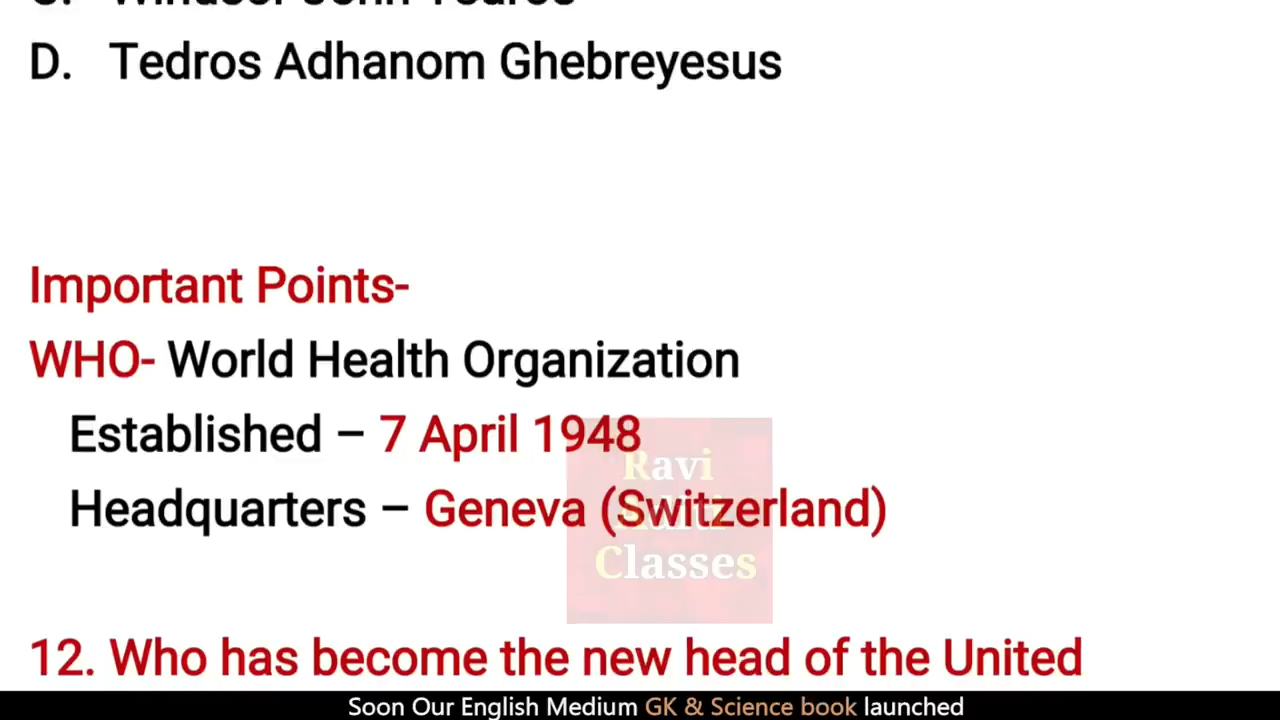 D. Tedros Adhanom Ghebreyesus
Important Points-
WHO- World Health Organization
Established – 7 April 1948
Headquarters – Geneva (Switzerland)
Ravi
Classes
12. Who has become the new head of the United
Soon Our English Medium GK & Science book launched